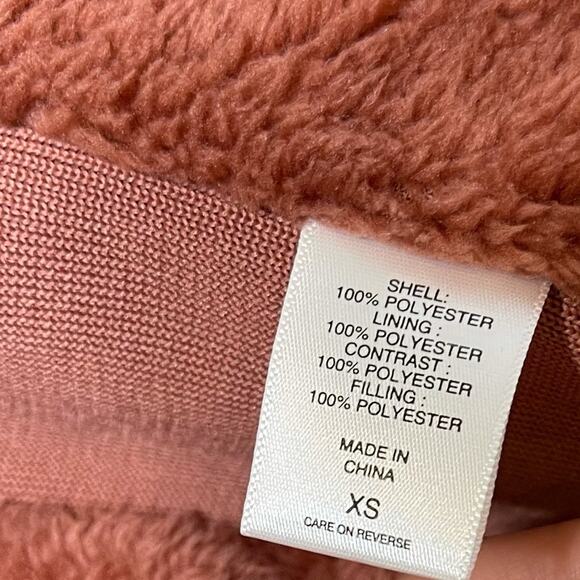 SHELL:
100% POLYESTER
LINING :
100% POLYESTER
CONTRAST :
100% POLYESTER
FILLING :
100% POLYESTER
MADE IN
CHINA
XS
CARE ON REVERSE